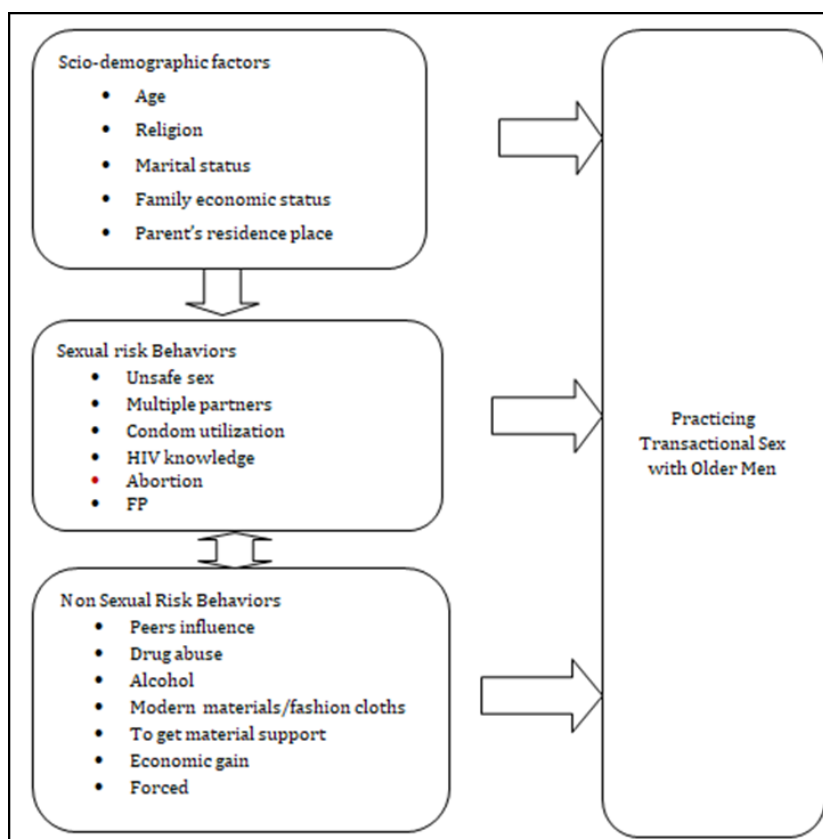 Scio-demographic factors
• Age
• Religion
• Marital status
• Family economic status
• Parent's residence place
Sexual risk Behaviors
• Unsafe sex
• Multiple partners
• Condom utilization
• HIV knowledge
• Abortion
• FP
Non Sexual Risk Behaviors
• Peers influence
• Drug abuse
• Alcohol
• Modern materials/fashion cloths
• To get material support
• Economic gain
• Forced
Practicing
Transactional Sex
with Older Men